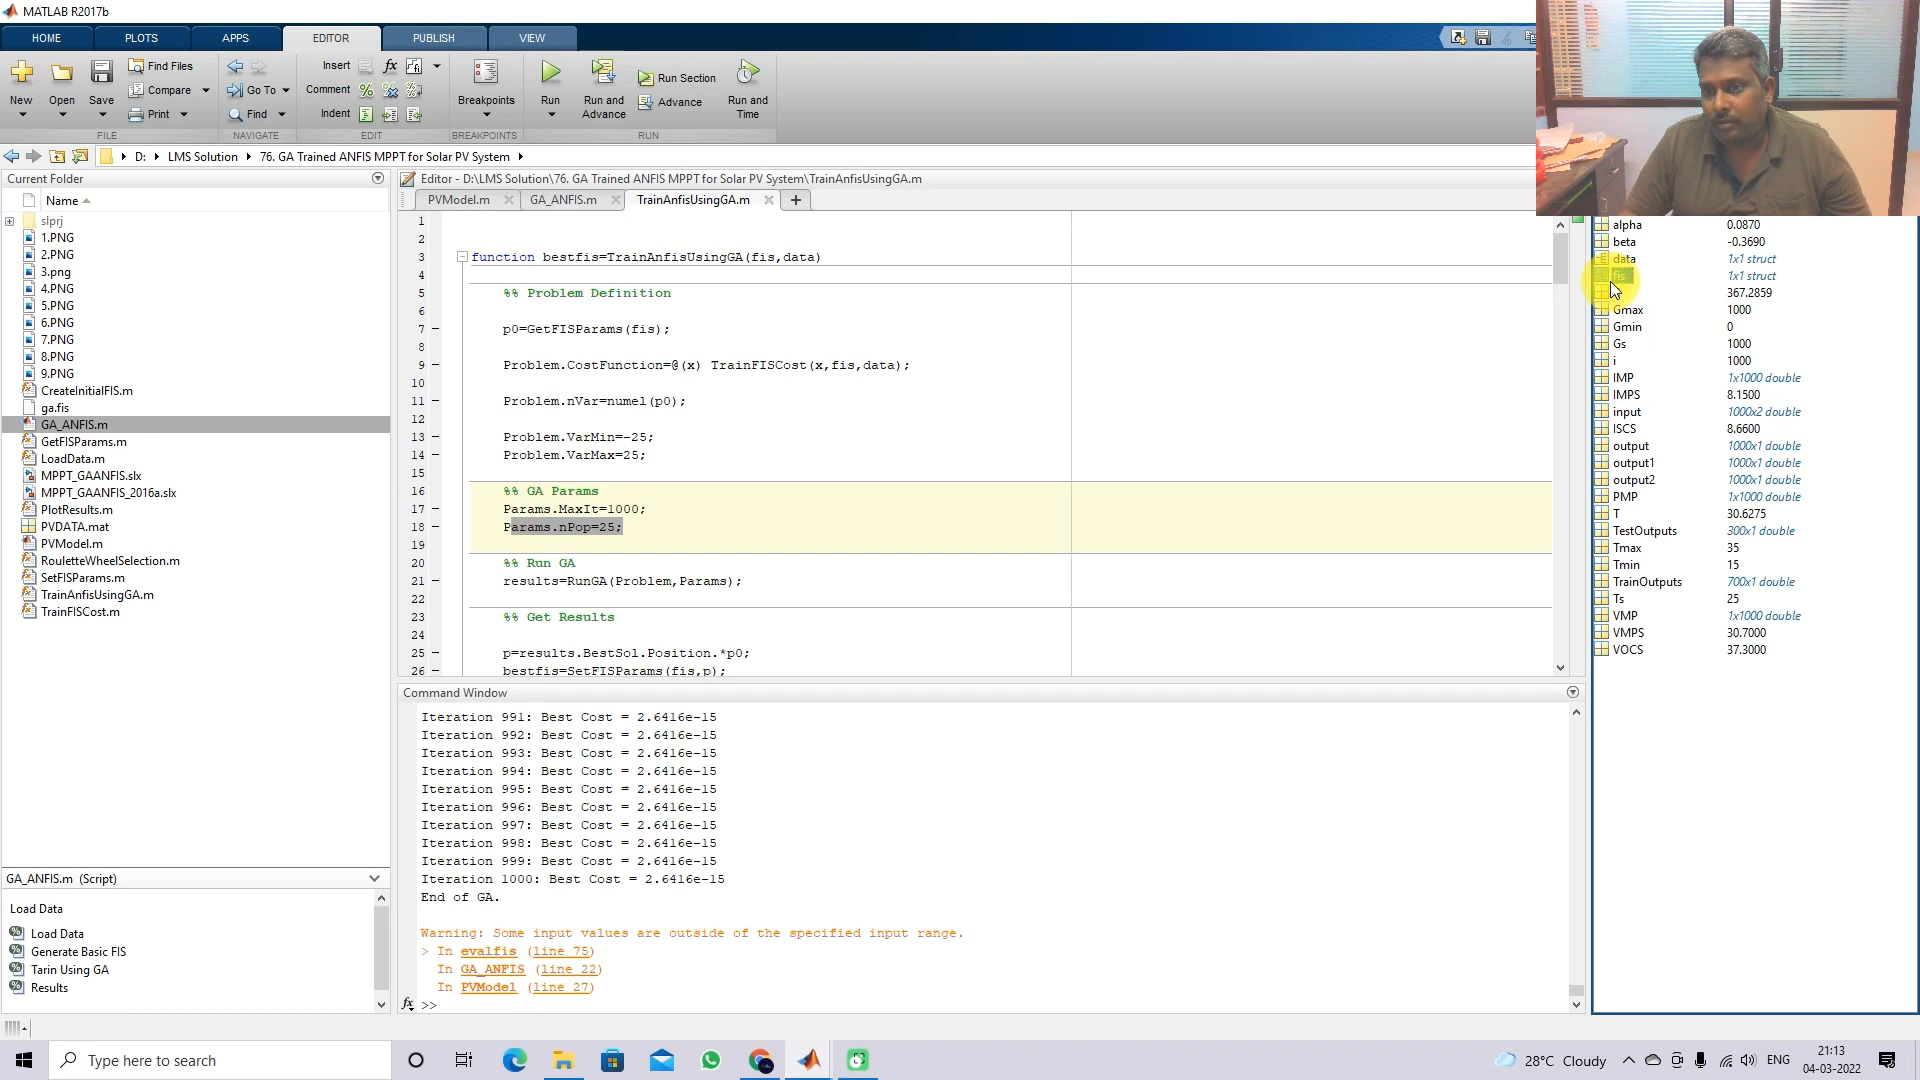 MATLAB R2017b
HOME
PLOTS
APPS
EDITOR
PUBLISH
VIEW
New
Open
Save
Find Files
Compare
Print
FILE
Go To
Find
NAVIGATE
Insert
fx
Comment
Indent
EDIT
Breakpoints
BREAKPOINTS
Run
Run and Advance
Run Section
Advance
Run and Time
RUN
D: LMS Solution 76. GA Trained ANFIS MPPT for Solar PV System
Current Folder
Name
slprj
1.PNG
2.PNG
3.png
4.PNG
5.PNG
6.PNG
7.PNG
8.PNG
9.PNG
CreateInitialFIS.m
ga.fis
GA_ANFIS.m
GetFISParams.m
LoadData.m
MPPT_GAANFIS.slx
MPPT_GAANFIS_2016a.slx
PlotResults.m
PVDATA.mat
PVModel.m
RouletteWheelSelection.m
SetFISParams.m
TrainAnfisUsingGA.m
TrainFISCost.m
GA_ANFIS.m (Script)
Load Data
Load Data
Generate Basic FIS
Tarin Using GA
Results
Editor - D:\LMS Solution\76. GA Trained ANFIS MPPT for Solar PV System\TrainAnfisUsingGA.m
PVModel.m
GA_ANFIS.m
TrainAnfisUsingGA.m
1
2
3 function bestfis=TrainAnfisUsingGA(fis,data)
4
5 %% Problem Definition
6
7 p0=GetFISParams(fis);
8
9 Problem.CostFunction=@(x) TrainFISCost(x,fis,data);
10
11 Problem.nVar=numel(p0);
12
13 Problem.VarMin=-25;
14 Problem.VarMax=25;
15
16 %% GA Params
17 Params.MaxIt=1000;
18 Params.nPop=25;
19
20 %% Run GA
21 results=RunGA(Problem,Params);
22
23 %% Get Results
24
25 p=results.BestSol.Position.*p0;
26 bestfis=SetFISParams(fis,p);
Command Window
Iteration 991: Best Cost = 2.6416e-15
Iteration 992: Best Cost = 2.6416e-15
Iteration 993: Best Cost = 2.6416e-15
Iteration 994: Best Cost = 2.6416e-15
Iteration 995: Best Cost = 2.6416e-15
Iteration 996: Best Cost = 2.6416e-15
Iteration 997: Best Cost = 2.6416e-15
Iteration 998: Best Cost = 2.6416e-15
Iteration 999: Best Cost = 2.6416e-15
Iteration 1000: Best Cost = 2.6416e-15
End of GA.
Warning: Some input values are outside of the specified input range.
> In evalfis (line 75)
In GA_ANFIS (line 22)
In PVModel (line 27)
fx >>
alpha 0.0870
beta -0.3690
data 1x1 struct
fis 1x1 struct
367.2859
Gmax 1000
Gmin 0
Gs 1000
i 1000
IMP 1x1000 double
IMPS 8.1500
input 1000x2 double
ISCS 8.6600
output 1000x1 double
output1 1000x1 double
output2 1000x1 double
PMP 1x1000 double
T 30.6275
TestOutputs 300x1 double
Tmax 35
Tmin 15
TrainOutputs 700x1 double
Ts 25
VMP 1x1000 double
VMPS 30.7000
VOCS 37.3000
Type here to search
28°C Cloudy
ENG
21:13
04-03-2022